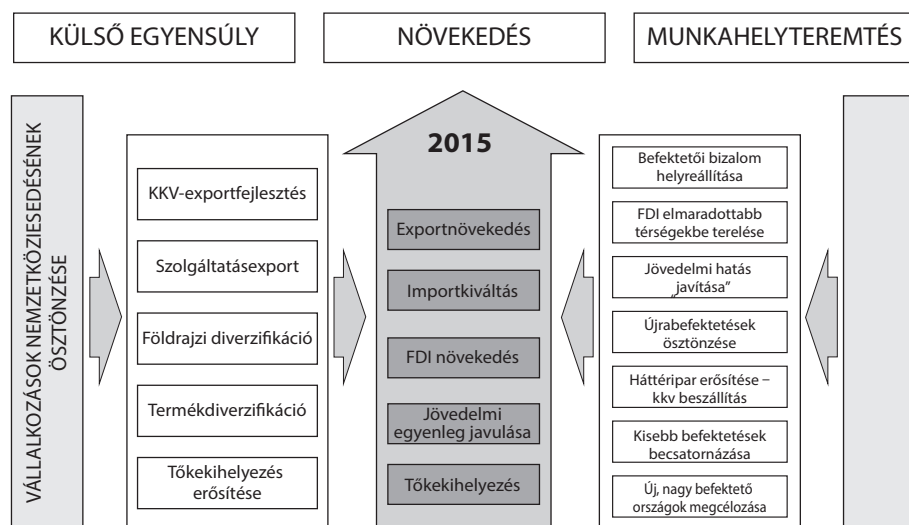 KÜLSŐ EGYENSÚLY
NÖVEKEDÉS
MUNKAHELYTEREMTÉS
VÁLLALKOZÁSOK NEMZETKÖZIESEDÉSÉNEK
ÖSZTÖNZÉSE
KKV-exportfejlesztés
Szolgáltatásexport
Földrajzi diverzifikáció
Termékdiverzifikáció
Tőkekihelyezés
erősítése
2015
Exportnövekedés
Importkiváltás
FDI növekedés
Jövedelmi
egyenleg javulása
Tőkekihelyezés
Befektetői bizalom
helyreállítása
FDI elmaradottabb
térségekbe terelése
Jövedelmi hatás
„javítása”
Újrabefektetések
ösztönzése
Háttéripar erősítése –
kkv beszállítás
Kisebb befektetések
becsatornázása
Új, nagy befektető
országok megcélozása